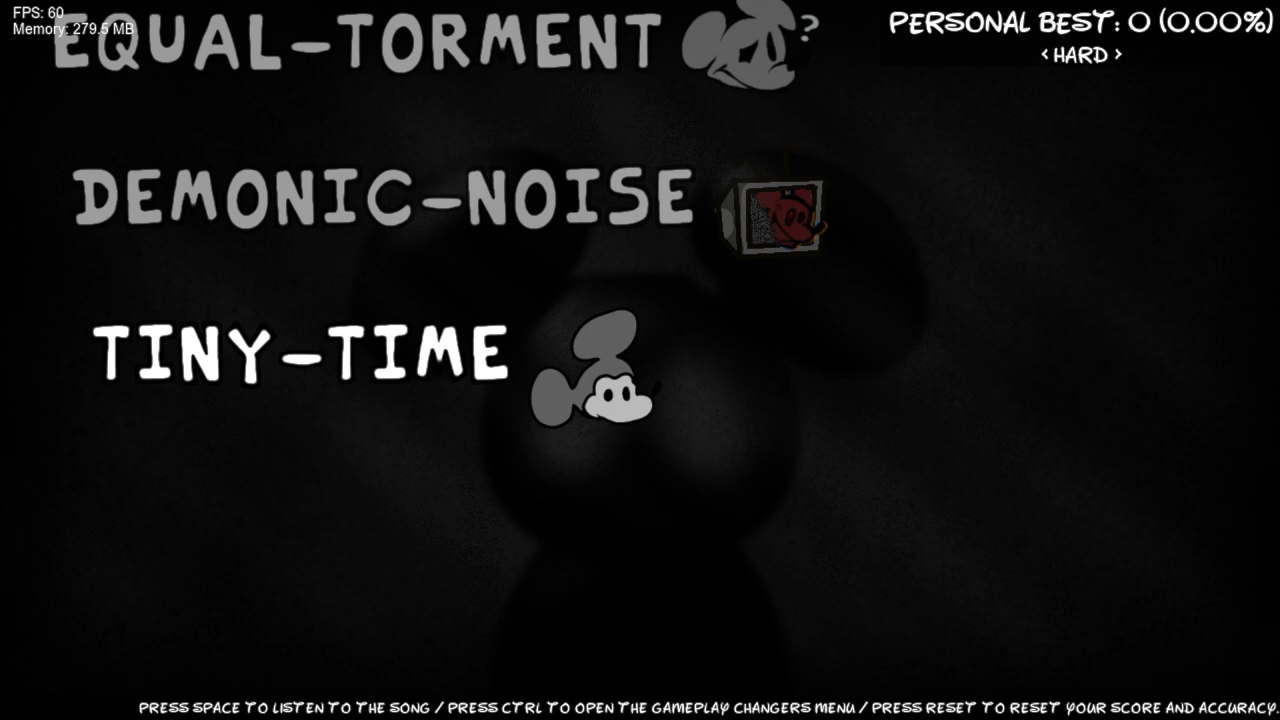 FPS: 60
Memory: 279.5 MB
PERSONAL BEST: 0 (0.00%)
< HARD >
EQUAL-TORMENT ?
DEMONIC-NOISE
TINY-TIME
PRESS SPACE TO LISTEN TO THE SONG / PRESS CTRL TO OPEN THE GAMEPLAY CHANGERS MENU / PRESS RESET TO RESET YOUR SCORE AND ACCURACY.